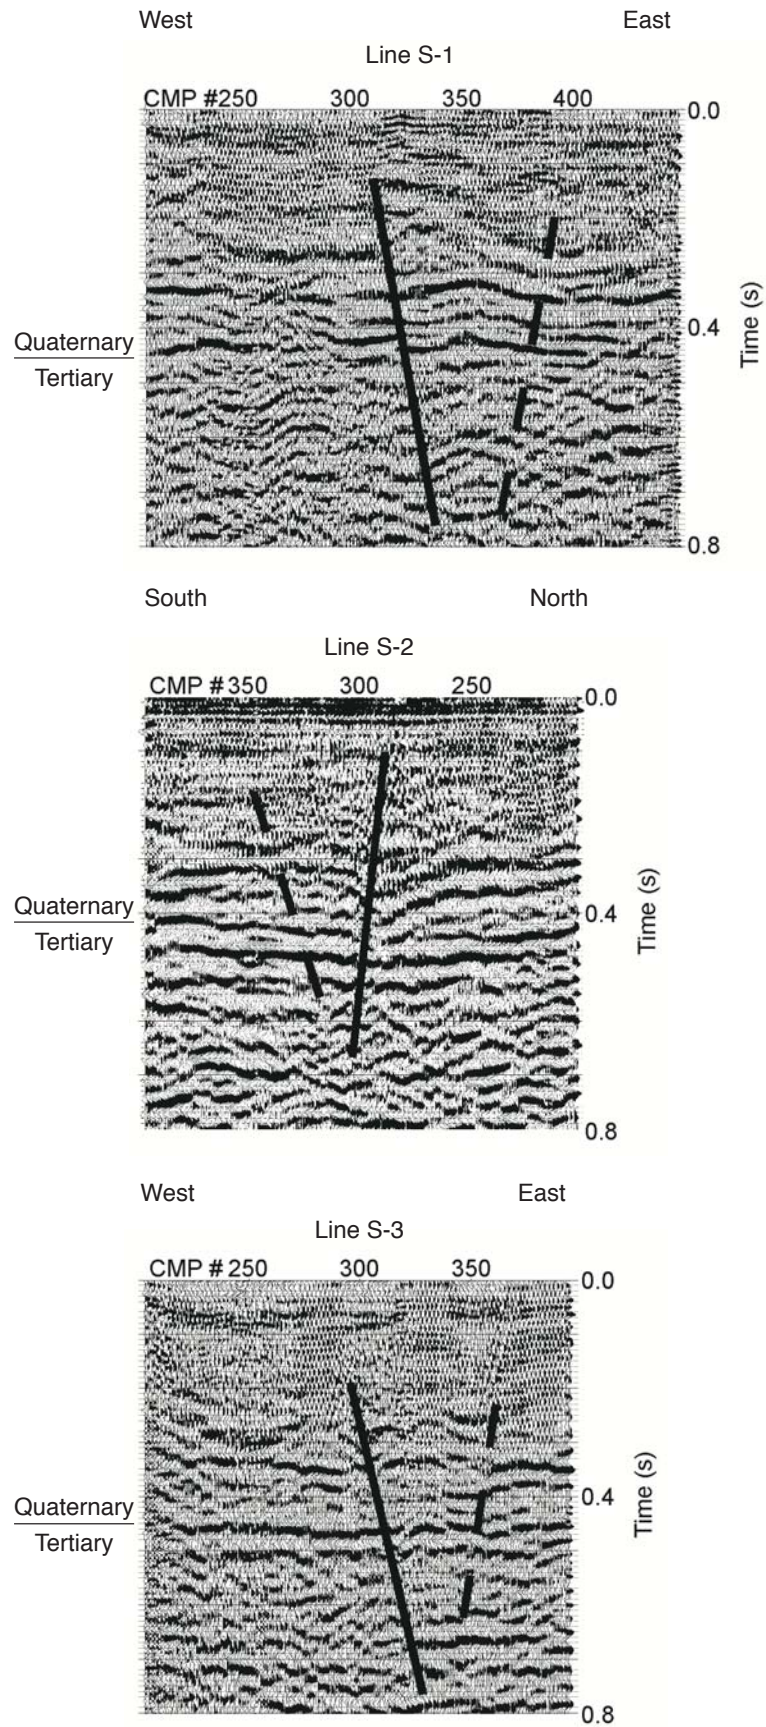 West East
Line S-1
CMP #250 300 350 400
0.0
0.4
Time (s)
Quaternary
Tertiary
0.8
South North
Line S-2
CMP #350 300 250
0.0
0.4
Time (s)
Quaternary
Tertiary
0.8
West East
Line S-3
CMP #250 300 350
0.0
0.4
Time (s)
Quaternary
Tertiary
0.8